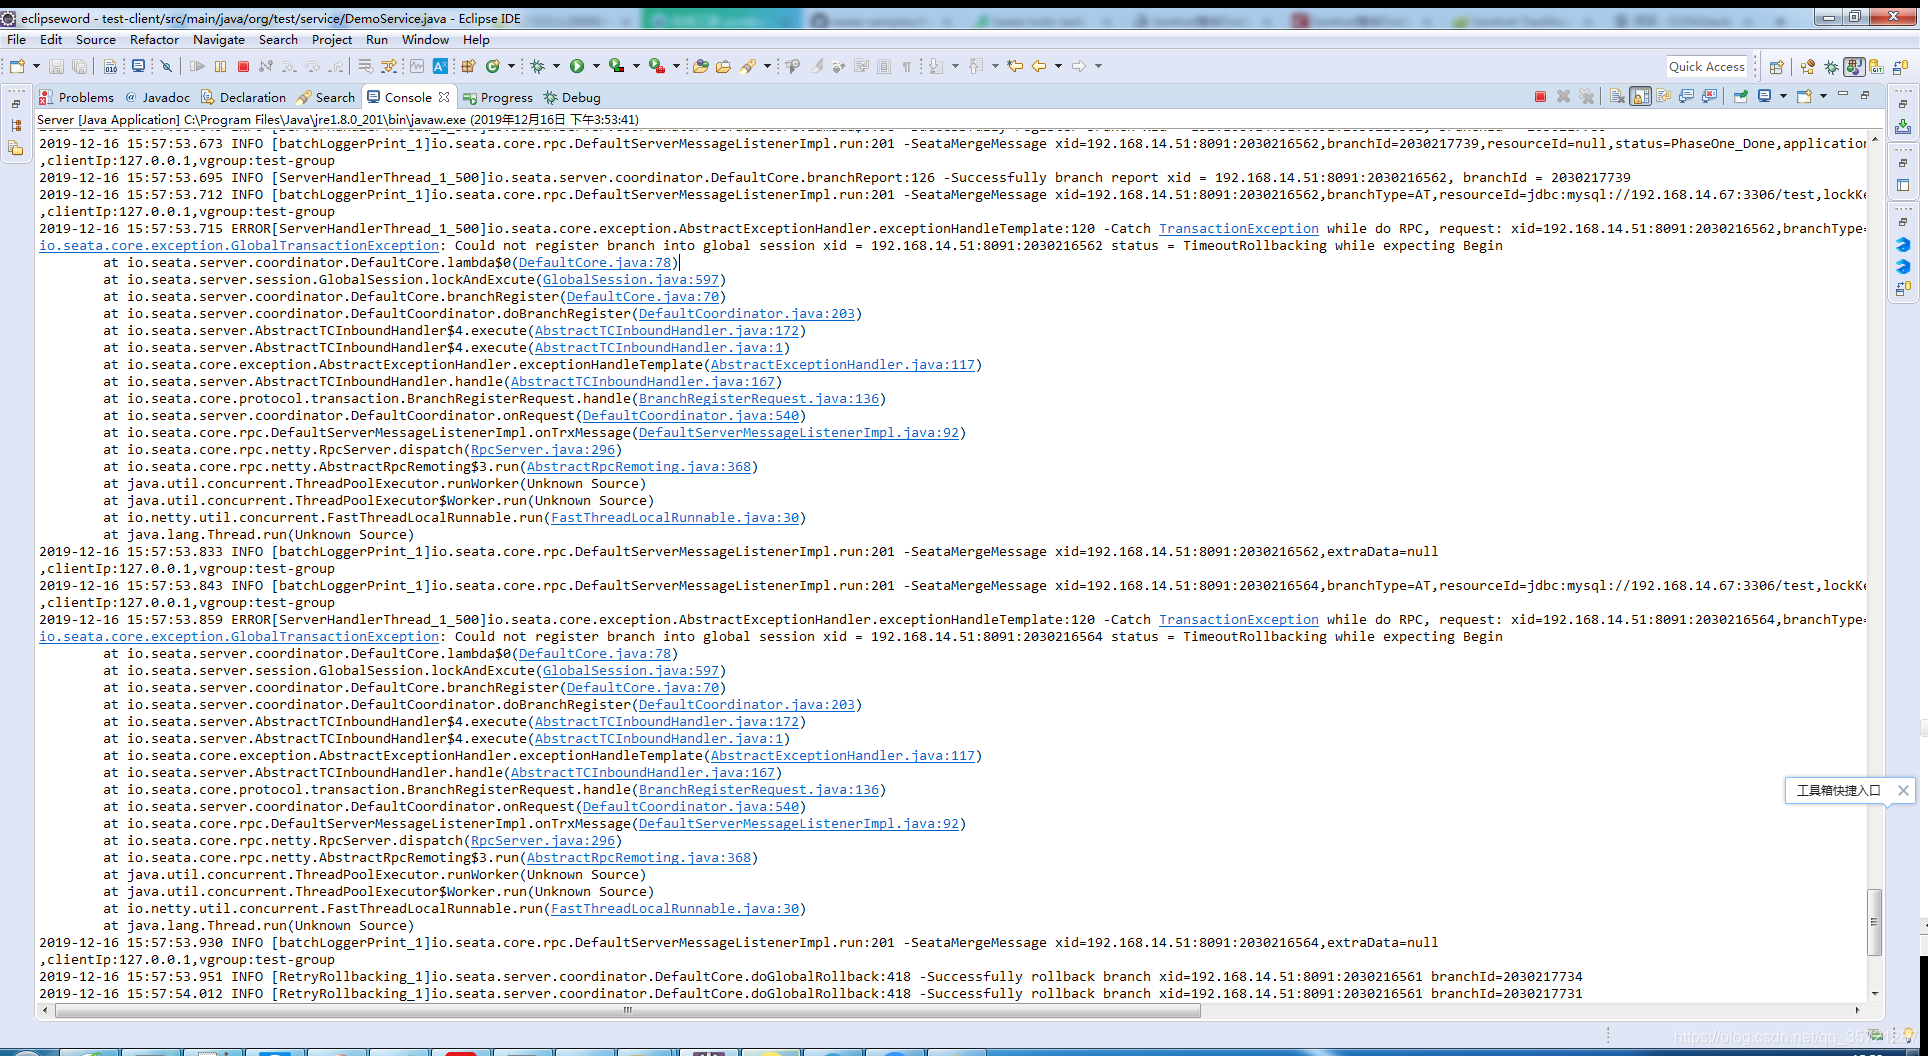 eclipseword - test-client/src/main/java/org/test/service/DemoService.java - Eclipse IDE
File Edit Source Refactor Navigate Search Project Run Window Help
Quick Access
Problems @ Javadoc Declaration Search Console Progress Debug
Server [Java Application] C:\Program Files\Java\jre1.8.0_201\bin\javaw.exe (2019年12月16日 下午3:53:41)
2019-12-16 15:57:53.673 INFO [batchLoggerPrint_1]io.seata.core.rpc.DefaultServerMessageListenerImpl.run:201 -SeataMergeMessage xid=192.168.14.51:8091:2030216562,branchId=2030217739,resourceId=null,status=PhaseOne_Done,application
,clientIp:127.0.0.1,vgroup:test-group
2019-12-16 15:57:53.695 INFO [ServerHandlerThread_1_500]io.seata.server.coordinator.DefaultCore.branchReport:126 -Successfully branch report xid = 192.168.14.51:8091:2030216562, branchId = 2030217739
2019-12-16 15:57:53.712 INFO [batchLoggerPrint_1]io.seata.core.rpc.DefaultServerMessageListenerImpl.run:201 -SeataMergeMessage xid=192.168.14.51:8091:2030216562,branchType=AT,resourceId=jdbc:mysql://192.168.14.67:3306/test,lockKe
,clientIp:127.0.0.1,vgroup:test-group
2019-12-16 15:57:53.715 ERROR[ServerHandlerThread_1_500]io.seata.core.exception.AbstractExceptionHandler.exceptionHandleTemplate:120 -Catch TransactionException while do RPC, request: xid=192.168.14.51:8091:2030216562,branchType=
io.seata.core.exception.GlobalTransactionException: Could not register branch into global session xid = 192.168.14.51:8091:2030216562 status = TimeoutRollbacking while expecting Begin
at io.seata.server.coordinator.DefaultCore.lambda$0(DefaultCore.java:78)
at io.seata.server.session.GlobalSession.lockAndExcute(GlobalSession.java:597)
at io.seata.server.coordinator.DefaultCore.branchRegister(DefaultCore.java:70)
at io.seata.server.coordinator.DefaultCoordinator.doBranchRegister(DefaultCoordinator.java:203)
at io.seata.server.AbstractTCInboundHandler$4.execute(AbstractTCInboundHandler.java:172)
at io.seata.server.AbstractTCInboundHandler$4.execute(AbstractTCInboundHandler.java:1)
at io.seata.core.exception.AbstractExceptionHandler.exceptionHandleTemplate(AbstractExceptionHandler.java:117)
at io.seata.server.AbstractTCInboundHandler.handle(AbstractTCInboundHandler.java:167)
at io.seata.core.protocol.transaction.BranchRegisterRequest.handle(BranchRegisterRequest.java:136)
at io.seata.server.coordinator.DefaultCoordinator.onRequest(DefaultCoordinator.java:540)
at io.seata.core.rpc.DefaultServerMessageListenerImpl.onTrxMessage(DefaultServerMessageListenerImpl.java:92)
at io.seata.core.rpc.netty.RpcServer.dispatch(RpcServer.java:296)
at io.seata.core.rpc.netty.AbstractRpcRemoting$3.run(AbstractRpcRemoting.java:368)
at java.util.concurrent.ThreadPoolExecutor.runWorker(Unknown Source)
at java.util.concurrent.ThreadPoolExecutor$Worker.run(Unknown Source)
at io.netty.util.concurrent.FastThreadLocalRunnable.run(FastThreadLocalRunnable.java:30)
at java.lang.Thread.run(Unknown Source)
2019-12-16 15:57:53.833 INFO [batchLoggerPrint_1]io.seata.core.rpc.DefaultServerMessageListenerImpl.run:201 -SeataMergeMessage xid=192.168.14.51:8091:2030216562,extraData=null
,clientIp:127.0.0.1,vgroup:test-group
2019-12-16 15:57:53.843 INFO [batchLoggerPrint_1]io.seata.core.rpc.DefaultServerMessageListenerImpl.run:201 -SeataMergeMessage xid=192.168.14.51:8091:2030216564,branchType=AT,resourceId=jdbc:mysql://192.168.14.67:3306/test,lockKe
,clientIp:127.0.0.1,vgroup:test-group
2019-12-16 15:57:53.859 ERROR[ServerHandlerThread_1_500]io.seata.core.exception.AbstractExceptionHandler.exceptionHandleTemplate:120 -Catch TransactionException while do RPC, request: xid=192.168.14.51:8091:2030216564,branchType=
io.seata.core.exception.GlobalTransactionException: Could not register branch into global session xid = 192.168.14.51:8091:2030216564 status = TimeoutRollbacking while expecting Begin
at io.seata.server.coordinator.DefaultCore.lambda$0(DefaultCore.java:78)
at io.seata.server.session.GlobalSession.lockAndExcute(GlobalSession.java:597)
at io.seata.server.coordinator.DefaultCore.branchRegister(DefaultCore.java:70)
at io.seata.server.coordinator.DefaultCoordinator.doBranchRegister(DefaultCoordinator.java:203)
at io.seata.server.AbstractTCInboundHandler$4.execute(AbstractTCInboundHandler.java:172)
at io.seata.server.AbstractTCInboundHandler$4.execute(AbstractTCInboundHandler.java:1)
at io.seata.core.exception.AbstractExceptionHandler.exceptionHandleTemplate(AbstractExceptionHandler.java:117)
at io.seata.server.AbstractTCInboundHandler.handle(AbstractTCInboundHandler.java:167)
at io.seata.core.protocol.transaction.BranchRegisterRequest.handle(BranchRegisterRequest.java:136)
at io.seata.server.coordinator.DefaultCoordinator.onRequest(DefaultCoordinator.java:540)
at io.seata.core.rpc.DefaultServerMessageListenerImpl.onTrxMessage(DefaultServerMessageListenerImpl.java:92)
at io.seata.core.rpc.netty.RpcServer.dispatch(RpcServer.java:296)
at io.seata.core.rpc.netty.AbstractRpcRemoting$3.run(AbstractRpcRemoting.java:368)
at java.util.concurrent.ThreadPoolExecutor.runWorker(Unknown Source)
at java.util.concurrent.ThreadPoolExecutor$Worker.run(Unknown Source)
at io.netty.util.concurrent.FastThreadLocalRunnable.run(FastThreadLocalRunnable.java:30)
at java.lang.Thread.run(Unknown Source)
2019-12-16 15:57:53.930 INFO [batchLoggerPrint_1]io.seata.core.rpc.DefaultServerMessageListenerImpl.run:201 -SeataMergeMessage xid=192.168.14.51:8091:2030216564,extraData=null
,clientIp:127.0.0.1,vgroup:test-group
2019-12-16 15:57:53.951 INFO [RetryRollbacking_1]io.seata.server.coordinator.DefaultCore.doGlobalRollback:418 -Successfully rollback branch xid=192.168.14.51:8091:2030216561 branchId=2030217734
2019-12-16 15:57:54.012 INFO [RetryRollbacking_1]io.seata.server.coordinator.DefaultCore.doGlobalRollback:418 -Successfully rollback branch xid=192.168.14.51:8091:2030216561 branchId=2030217731
工具箱快捷入口